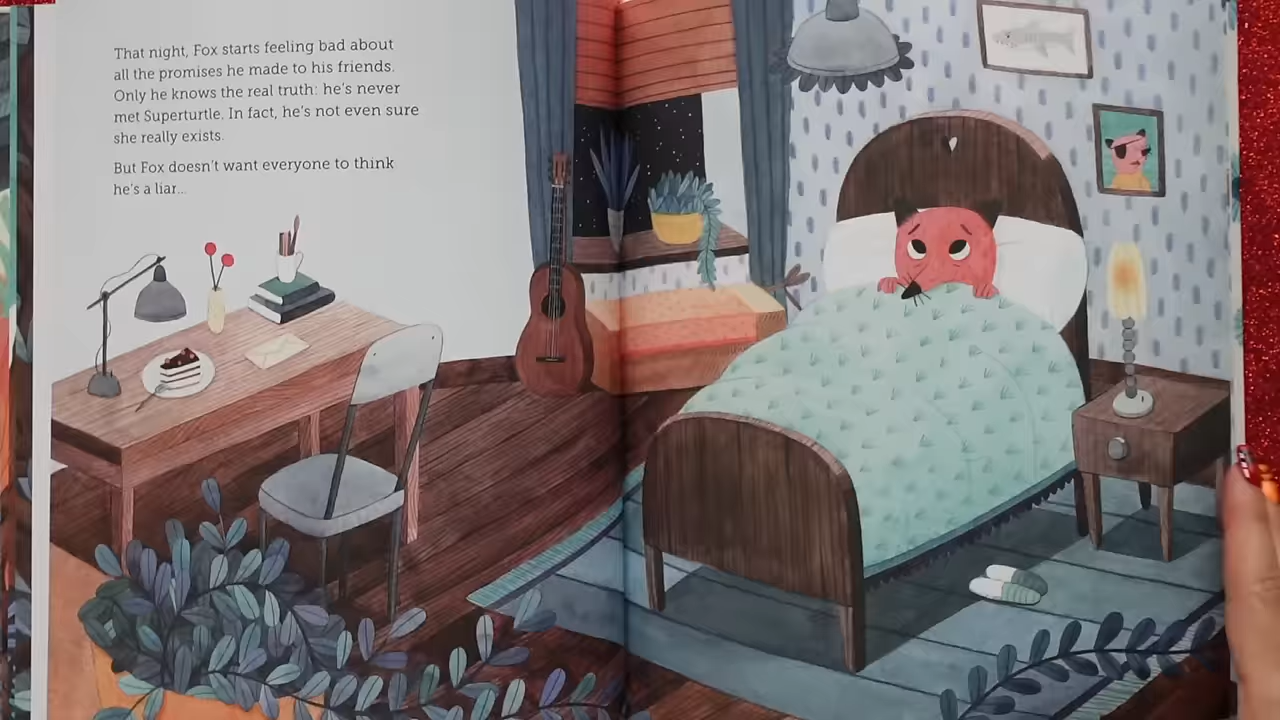 That night, Fox starts feeling bad about
all the promises he made to his friends.
Only he knows the real truth: he's never
met Superturtle. In fact, he's not even sure
she really exists.
But Fox doesn't want everyone to think
he's a liar...